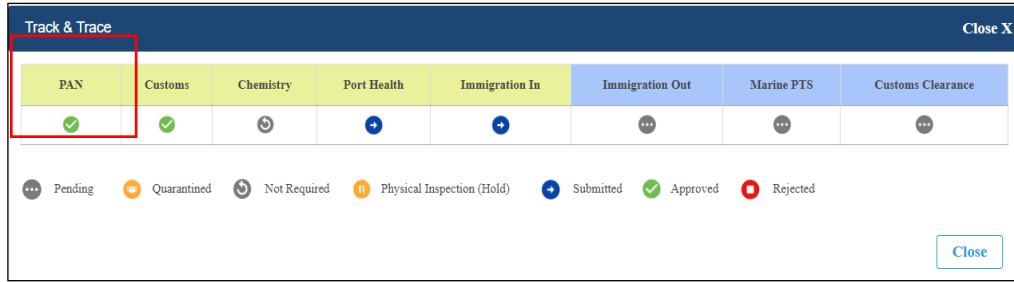 Track & Trace Close X
PAN Customs Chemistry Port Health Immigration In Immigration Out Marine PTS Customs Clearance
Pending Quarantined Not Required Physical Inspection (Hold) Submitted Approved Rejected
Close